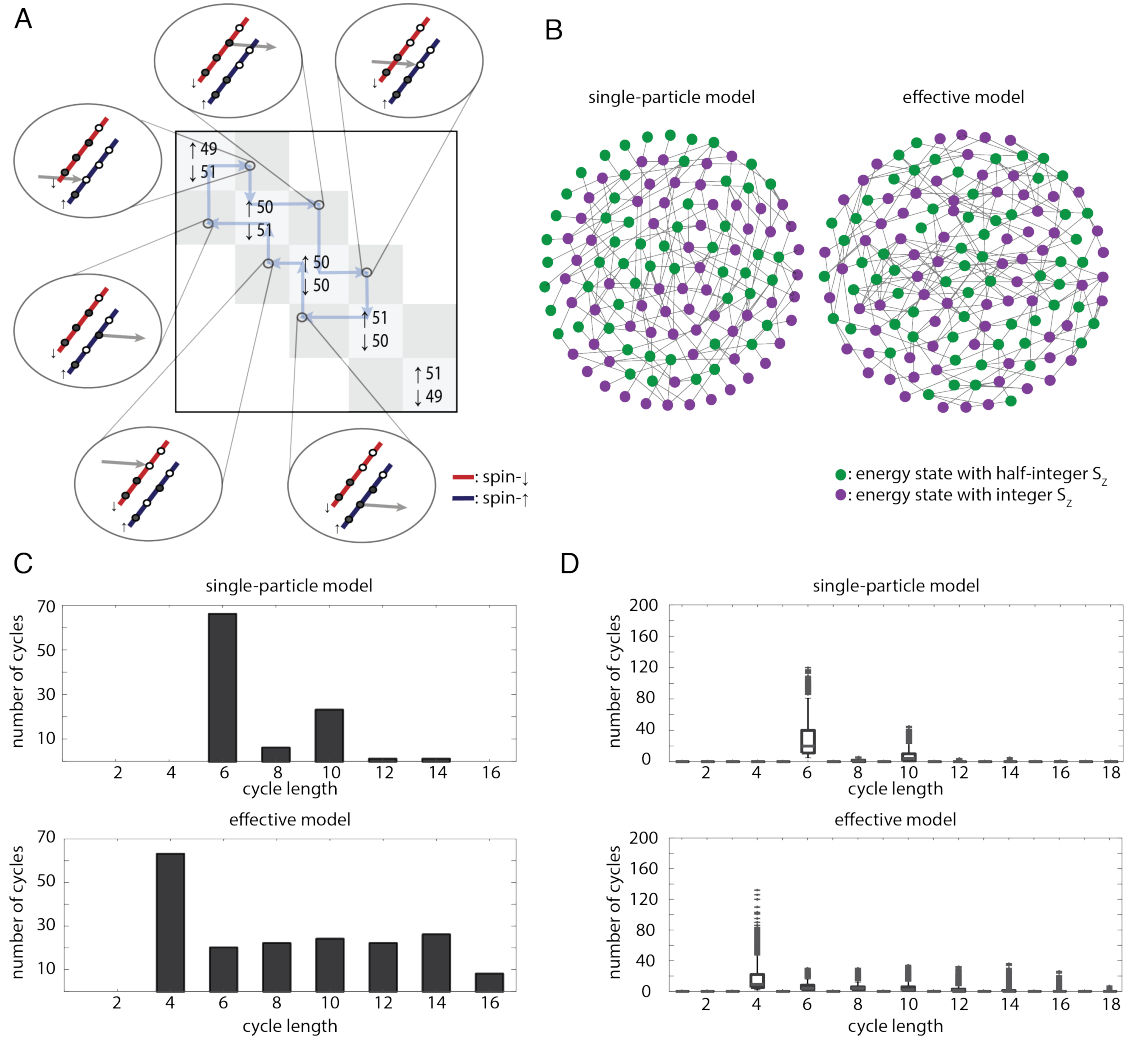 A
↓
↑
↓
↑
↓
↑
↓
↑
↓
↑
↓
↑
↑ 49
↓ 51
↑ 50
↓ 51
↑ 50
↓ 50
↑ 51
↓ 50
↑ 51
↓ 49
: spin-↓
: spin-↑
B
single-particle model
effective model
: energy state with half-integer S_z
: energy state with integer S_z
C
single-particle model
number of cycles
70
50
30
10
2 4 6 8 10 12 14 16
cycle length
effective model
number of cycles
70
50
30
10
2 4 6 8 10 12 14 16
cycle length
D
single-particle model
number of cycles
200
160
120
80
40
0
2 4 6 8 10 12 14 16 18
cycle length
effective model
number of cycles
200
160
120
80
40
0
2 4 6 8 10 12 14 16 18
cycle length